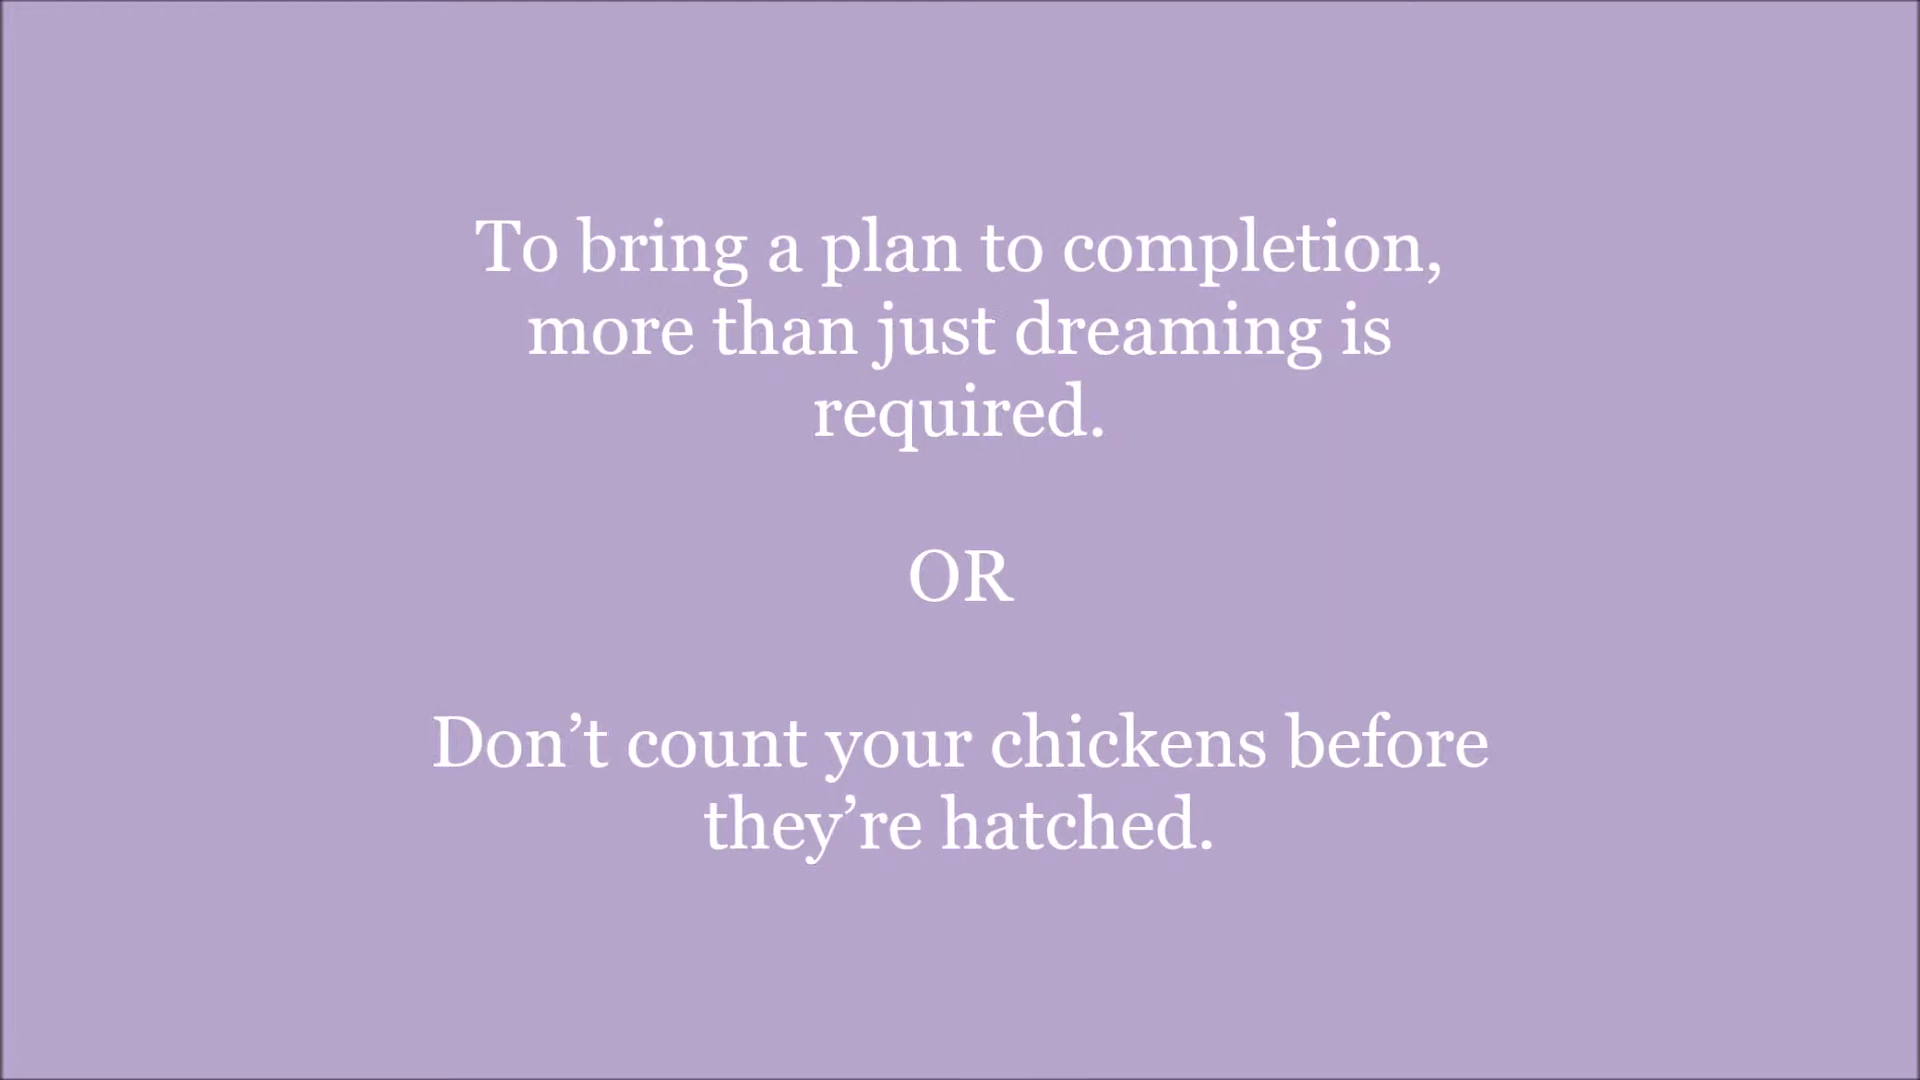 To bring a plan to completion,
more than just dreaming is
required.
OR
Don’t count your chickens before
they’re hatched.